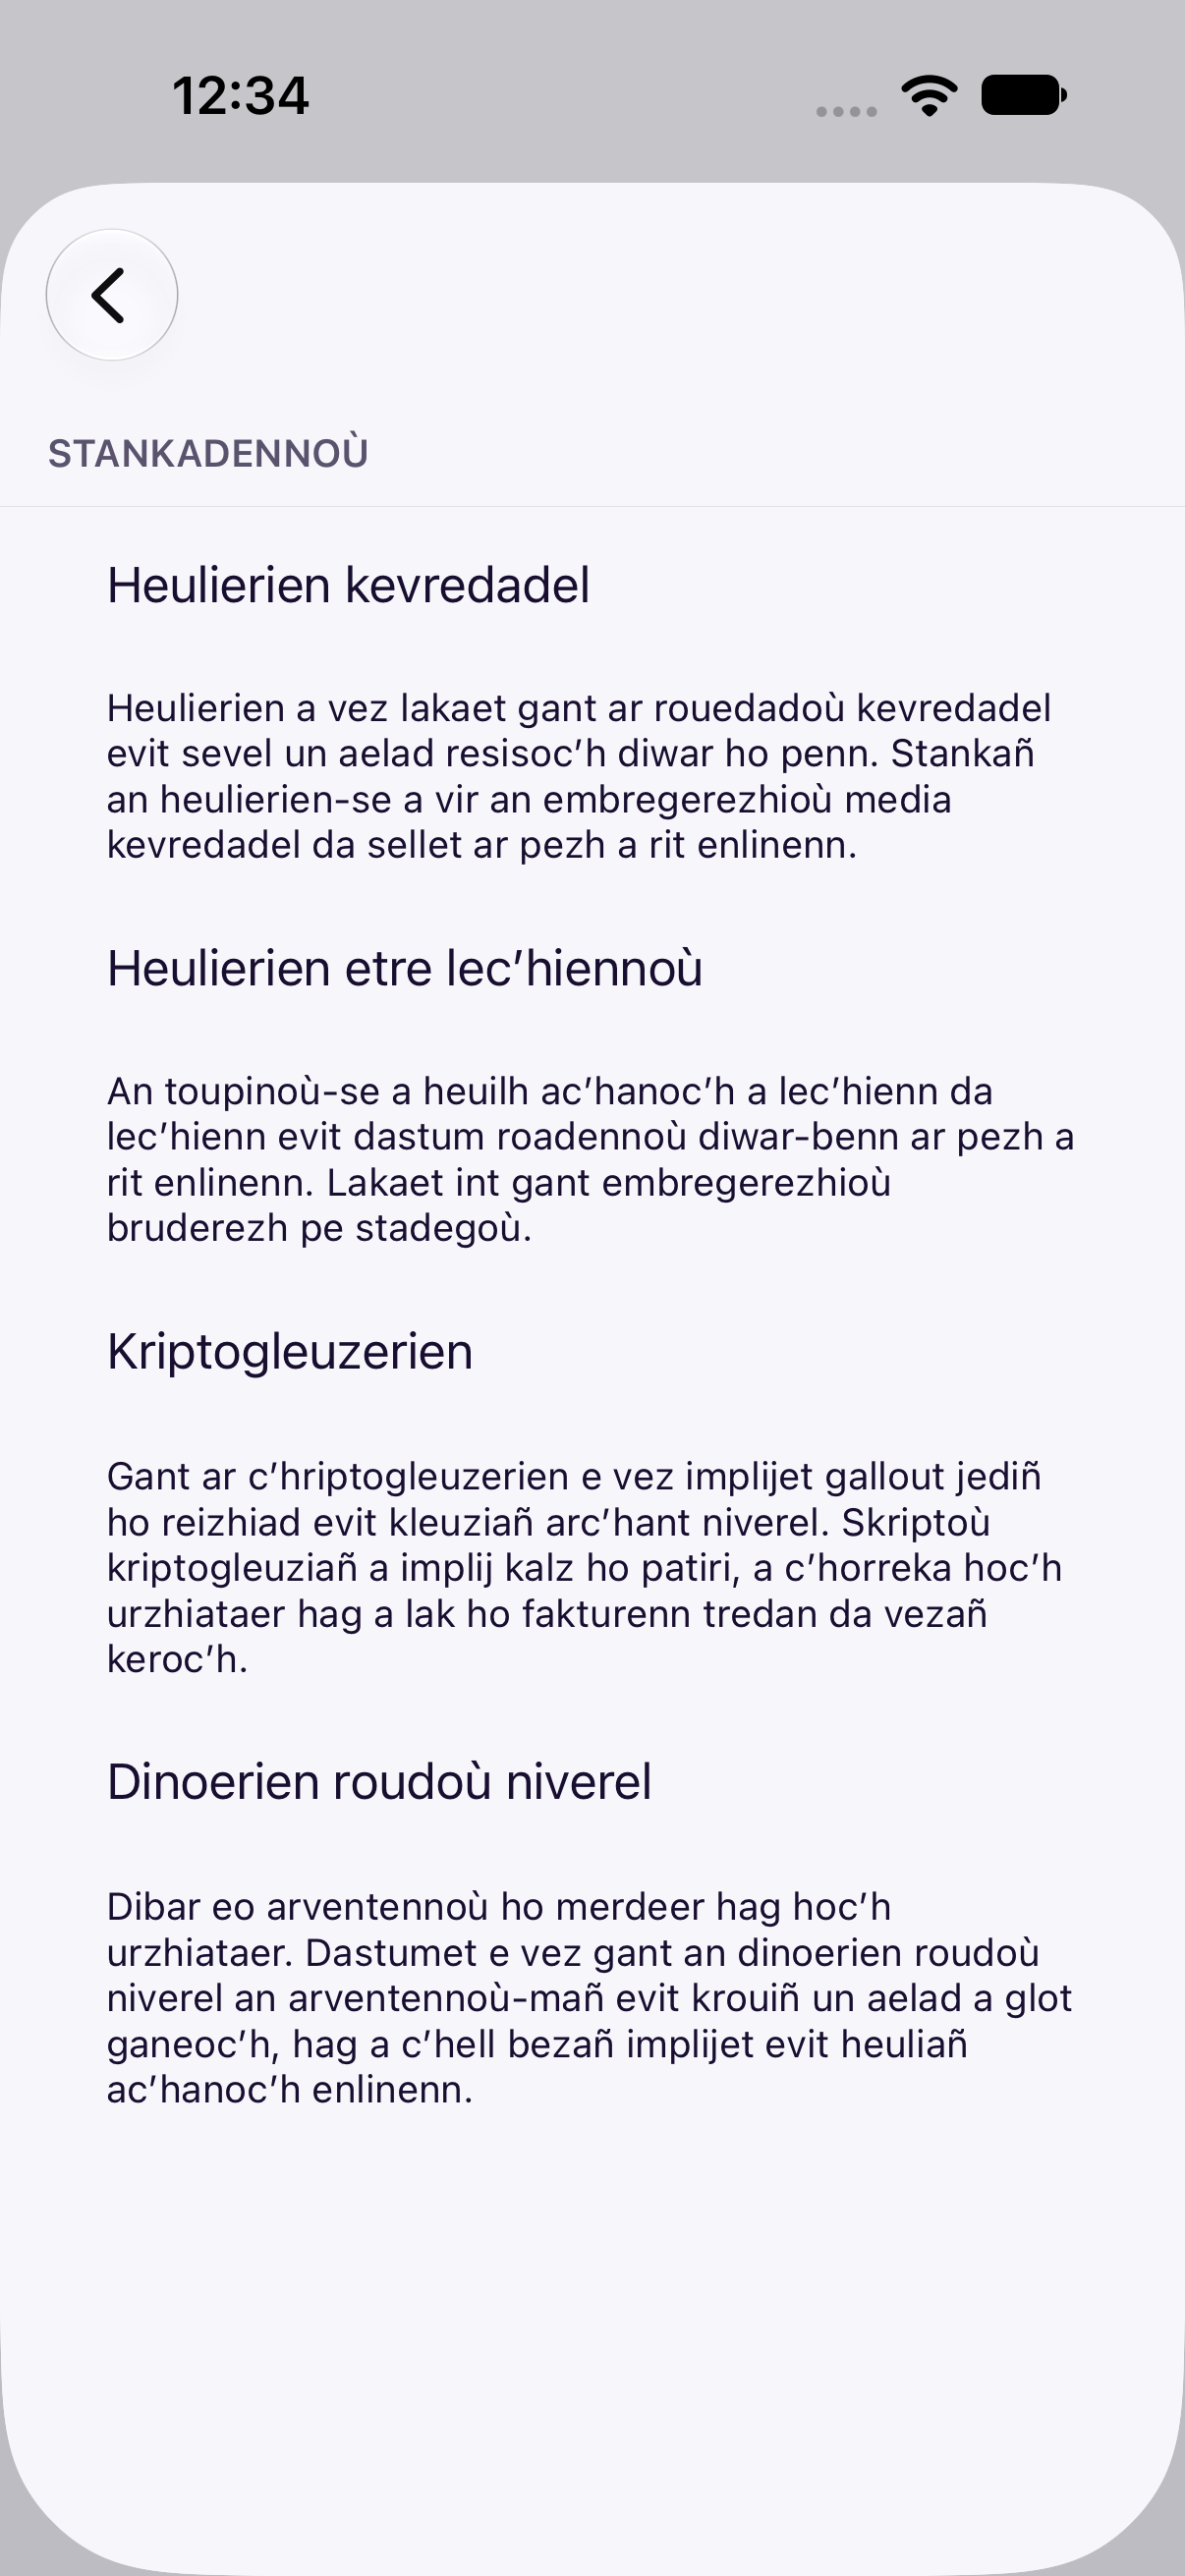 12:34
STANKADENNOÙ
Heulierien kevredadel
Heulierien a vez lakaet gant ar rouedadoù kevredadel
evit sevel un aelad resisoc’h diwar ho penn. Stankañ
an heulierien-se a vir an embregerezhioù media
kevredadel da sellet ar pezh a rit enlinenn.
Heulierien etre lec’hiennoù
An toupinoù-se a heuilh ac’hanoc’h a lec’hienn da
lec’hienn evit dastum roadennoù diwar-benn ar pezh a
rit enlinenn. Lakaet int gant embregerezhioù
bruderezh pe stadegoù.
Kriptogleuzerien
Gant ar c’hriptogleuzerien e vez implijet gallout jediñ
ho reizhiad evit kleuziañ arc’hant niverel. Skriptoù
kriptogleuziañ a implij kalz ho patiri, a c’horreka hoc’h
urzhiataer hag a lak ho fakturenn tredan da vezañ
keroc’h.
Dinoerien roudoù niverel
Dibar eo arventennoù ho merdeer hag hoc’h
urzhiataer. Dastumet e vez gant an dinoerien roudoù
niverel an arventennoù-mañ evit krouiñ un aelad a glot
ganeoc’h, hag a c’hell bezañ implijet evit heuliañ
ac’hanoc’h enlinenn.